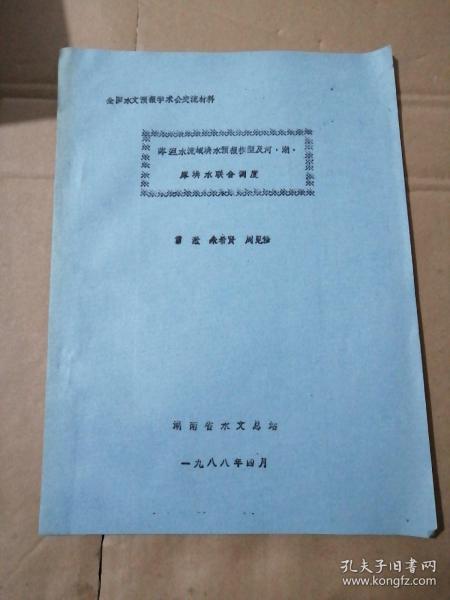 全国水文预报学术会交流材料
水流域洪水预报模型及河·湖·
库洪水联合调度
湖南省水文总站
一九八八年四月
孔夫子旧书网
www.kongfz.com